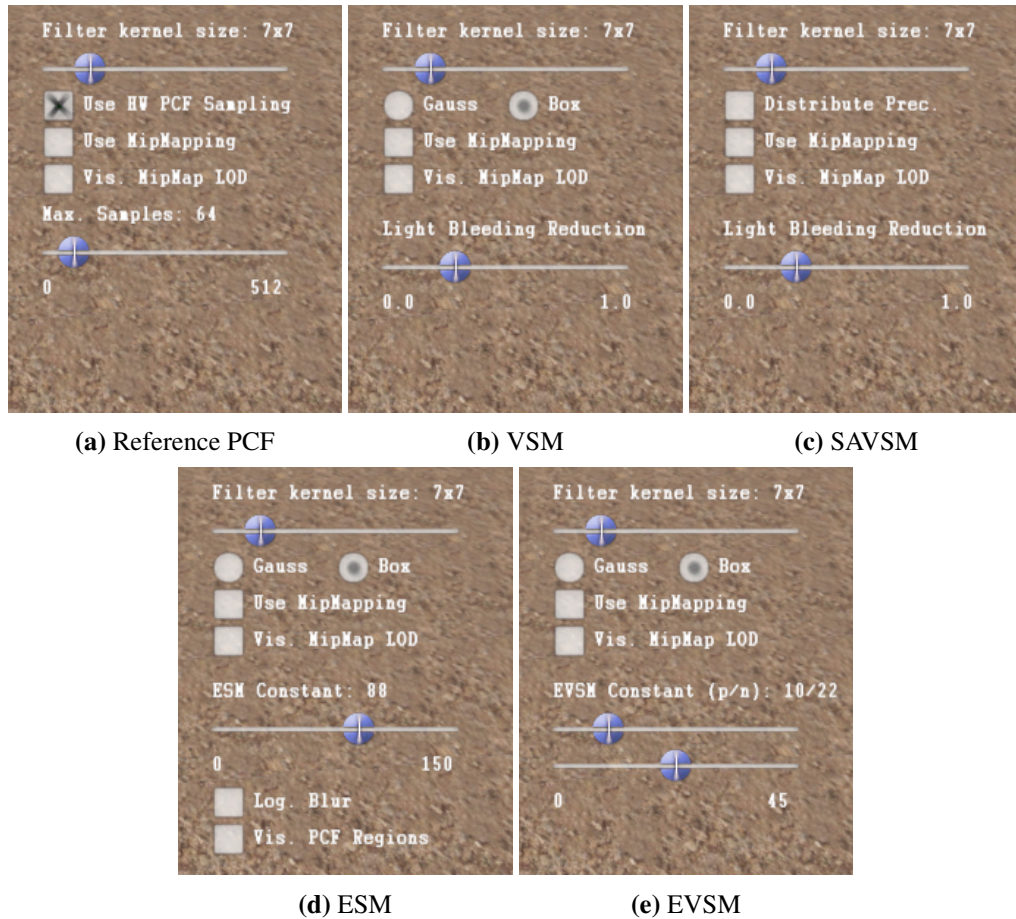 Filter kernel size: 7x7
Use HW PCF Sampling
Use MipMapping
Vis. MipMap LOD
Max. Samples: 64
0 512
(a) Reference PCF
Filter kernel size: 7x7
Gauss Box
Use MipMapping
Vis. MipMap LOD
Light Bleeding Reduction
0.0 1.0
(b) VSM
Filter kernel size: 7x7
Distribute Prec.
Use MipMapping
Vis. MipMap LOD
Light Bleeding Reduction
0.0 1.0
(c) SAVSM
Filter kernel size: 7x7
Gauss Box
Use MipMapping
Vis. MipMap LOD
ESM Constant: 88
0 150
Log. Blur
Vis. PCF Regions
(d) ESM
Filter kernel size: 7x7
Gauss Box
Use MipMapping
Vis. MipMap LOD
EVSM Constant (p/n): 10/22
0 45
(e) EVSM